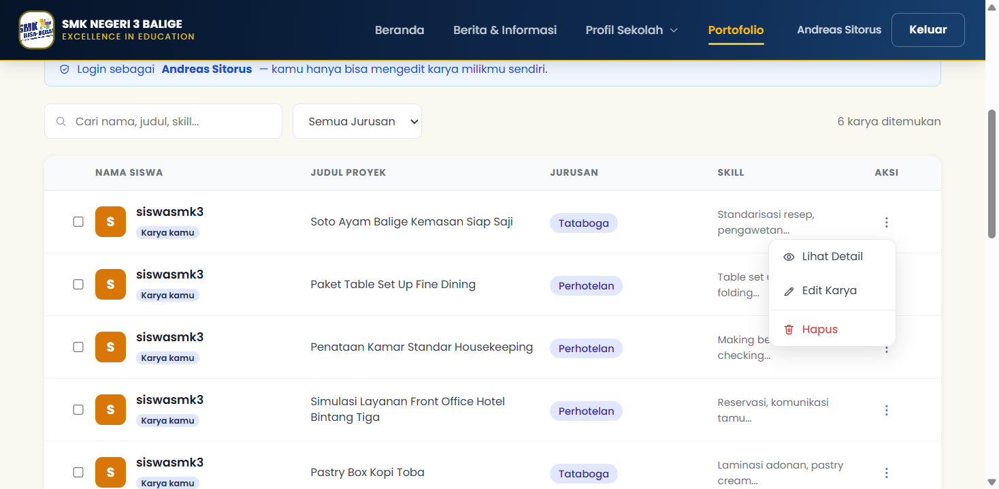 SMK
BISA-HEBAT
SMK NEGERI 3 BALIGE
EXCELLENCE IN EDUCATION
Beranda
Berita & Informasi
Profil Sekolah
Portofolio
Andreas Sitorus
Keluar
Login sebagai Andreas Sitorus — kamu hanya bisa mengedit karya milikmu sendiri.
Cari nama, judul, skill...
Semua Jurusan
6 karya ditemukan
NAMA SISWA
JUDUL PROYEK
JURUSAN
SKILL
AKSI
S
siswasmk3
Karya kamu
Soto Ayam Balige Kemasan Siap Saji
Tataboga
Standarisasi resep,
pengawetan...
Lihat Detail
Edit Karya
Hapus
S
siswasmk3
Karya kamu
Paket Table Set Up Fine Dining
Perhotelan
Table set
folding...
S
siswasmk3
Karya kamu
Penataan Kamar Standar Housekeeping
Perhotelan
Making
checking...
S
siswasmk3
Karya kamu
Simulasi Layanan Front Office Hotel
Bintang Tiga
Perhotelan
Reservasi, komunikasi
tamu...
S
siswasmk3
Karya kamu
Pastry Box Kopi Toba
Tataboga
Laminasi adonan, pastry
cream...